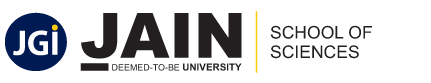 JGi
JAIN
DEEMED-TO-BE UNIVERSITY
SCHOOL OF
SCIENCES